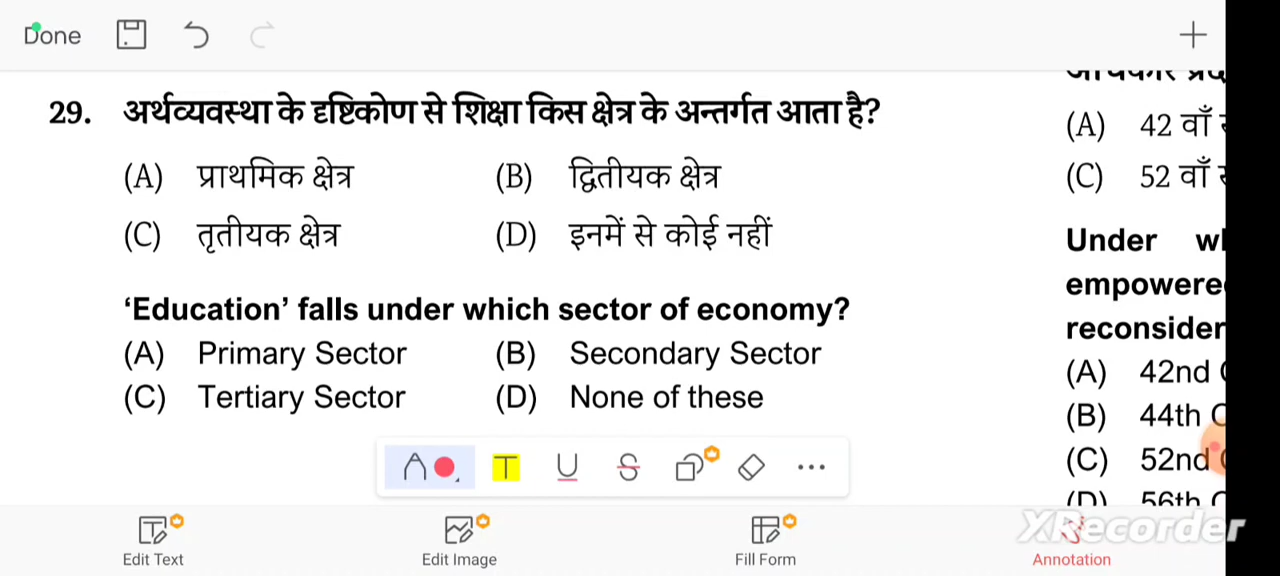 Done
29. अर्थव्यवस्था के दृष्टिकोण से शिक्षा किस क्षेत्र के अन्तर्गत आता है?
(A) प्राथमिक क्षेत्र (B) द्वितीयक क्षेत्र
(C) तृतीयक क्षेत्र (D) इनमें से कोई नहीं
‘Education’ falls under which sector of economy?
(A) Primary Sector (B) Secondary Sector
(C) Tertiary Sector (D) None of these
(A) 42 वाँ
(C) 52 वाँ
Under
(A) 42nd
(B) 44th
(C) 52nd
(D) 56th
Edit Text
Edit Image
Fill Form
Annotation
XRecorder